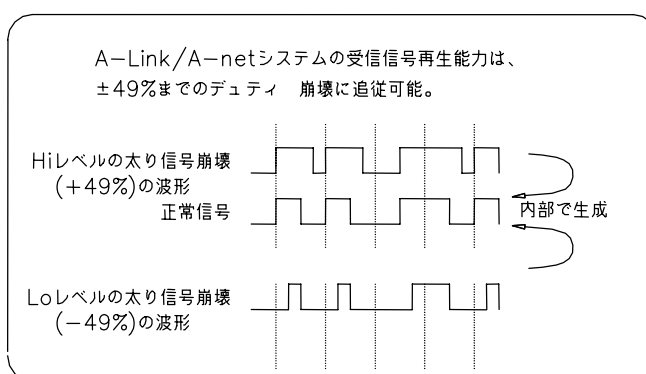 A−Link/A−netシステムの受信信号再生能力は、
±49%までのデュティ 崩壊に追従可能。
Hiレベルの太り信号崩壊
(+49%)の波形
正常信号
内部で生成
Loレベルの太り信号崩壊
(−49%)の波形